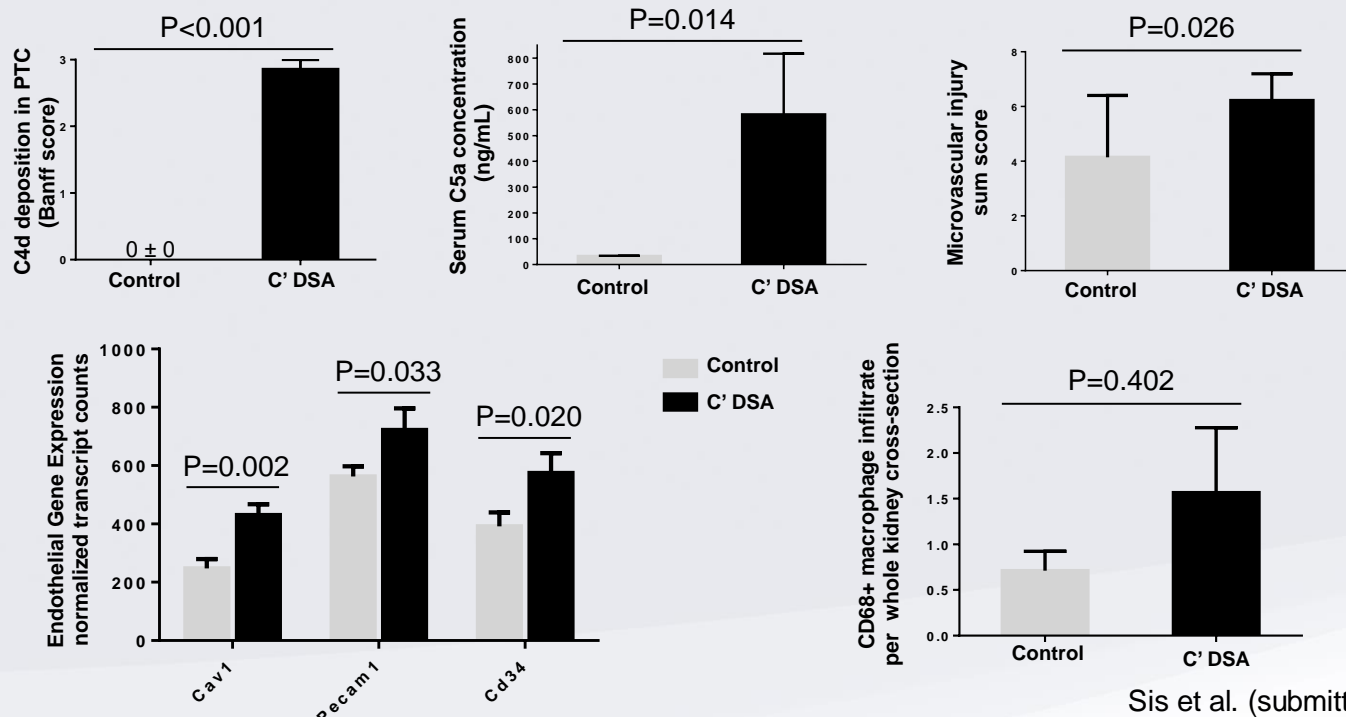 P<0.001
C4d deposition in PTC
(Banff score)
3
2
1
0
0 ± 0
Control
C' DSA
P=0.014
Serum C5a concentration
(ng/mL)
800
700
600
500
400
300
200
100
0
Control
C' DSA
P=0.026
Microvascular injury
sum score
8
6
4
2
0
Control
C' DSA
Endothelial Gene Expression
normalized transcript counts
1000
800
600
400
200
0
P=0.002
P=0.033
P=0.020
Cav1
Pecam1
Cd34
Control
C' DSA
P=0.402
CD68+ macrophage infiltrate
per whole kidney cross-section
2.5
2.0
1.5
1.0
0.5
0.0
Control
C' DSA
Sis et al. (submitt